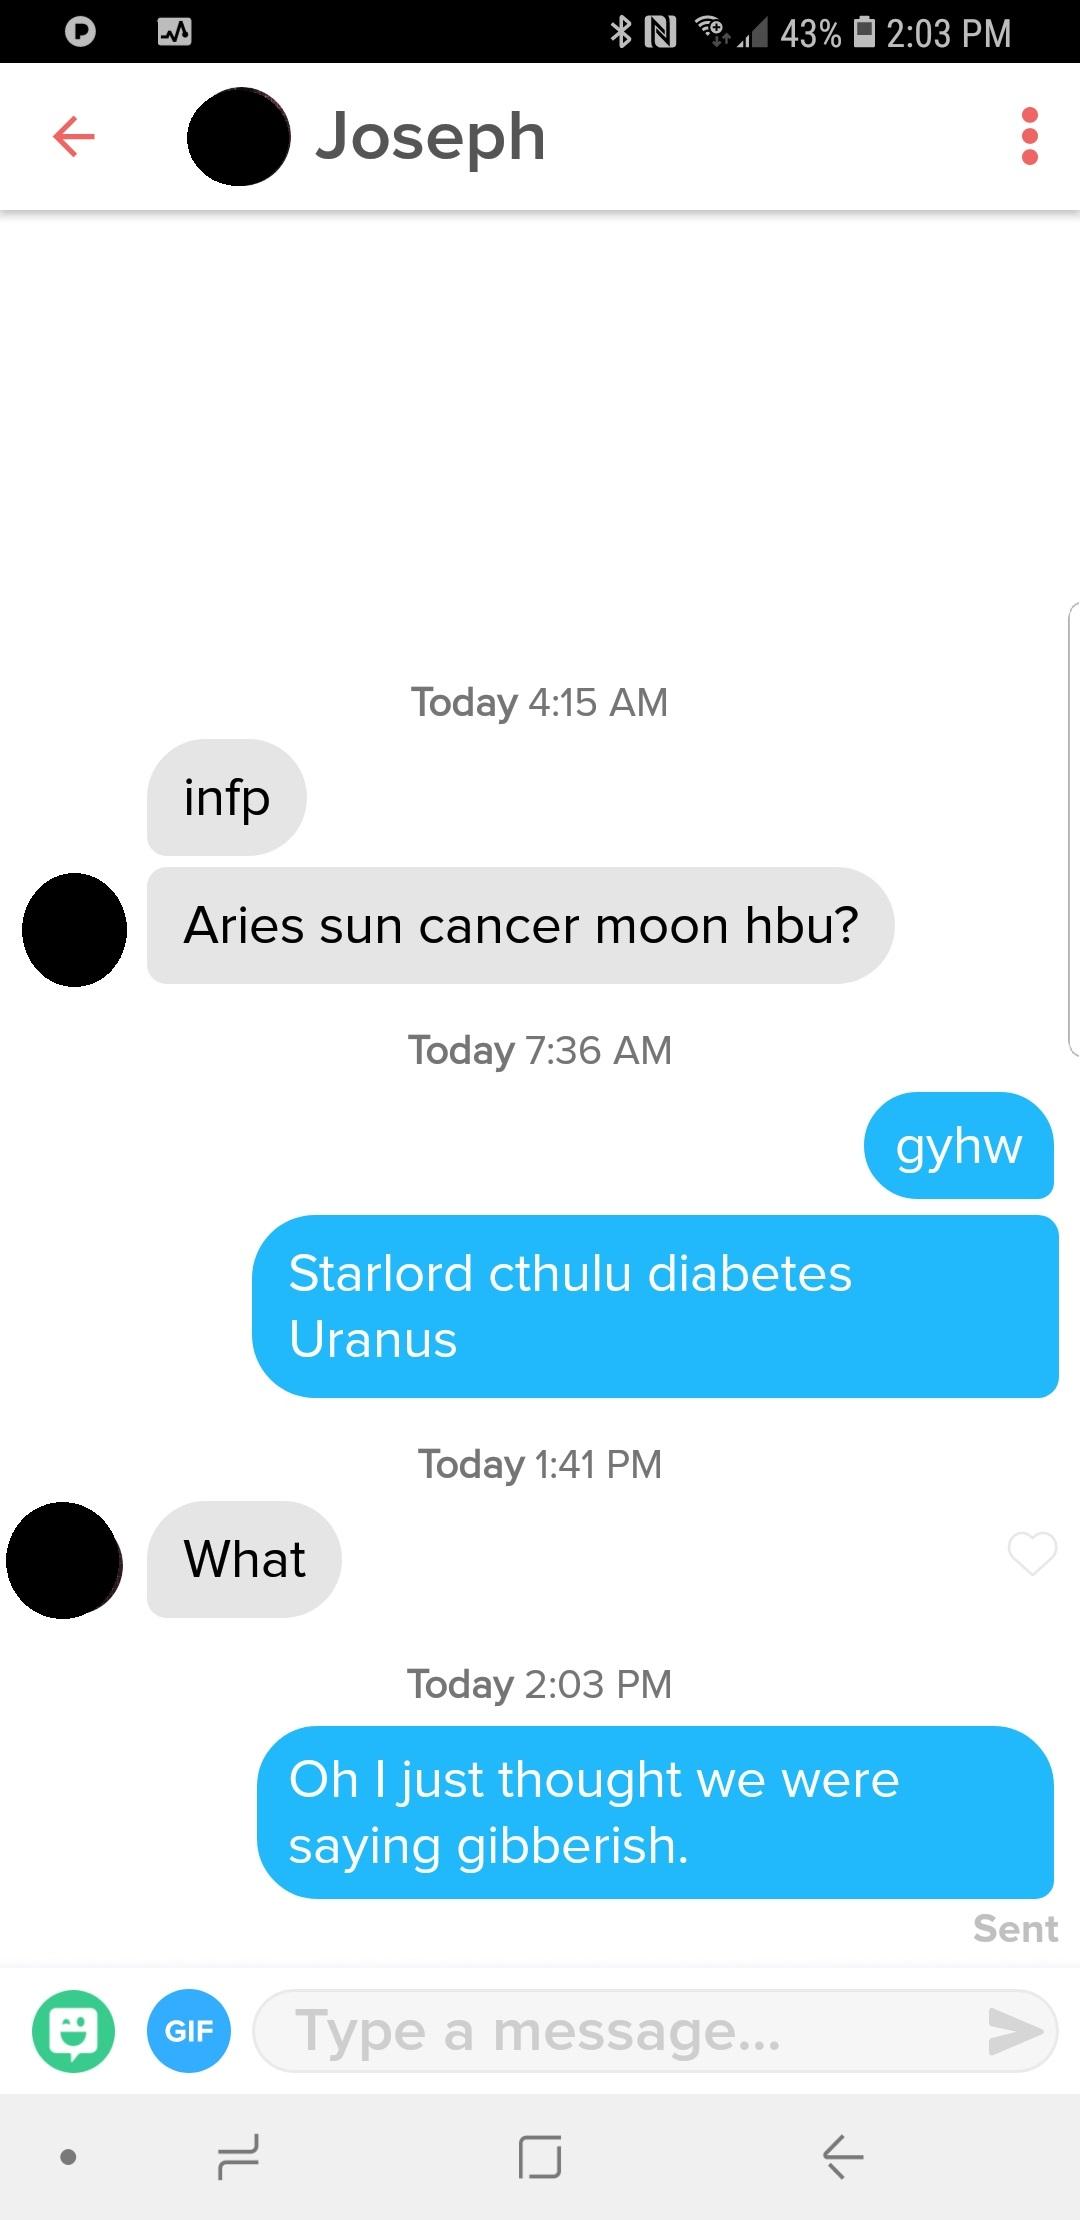 43% 2:03 PM
Joseph
Today 4:15 AM
infp
Aries sun cancer moon hbu?
Today 7:36 AM
gyhw
Starlord cthulu diabetes
Uranus
Today 1:41 PM
What
Today 2:03 PM
Oh I just thought we were
saying gibberish.
Sent
GIF
Type a message...